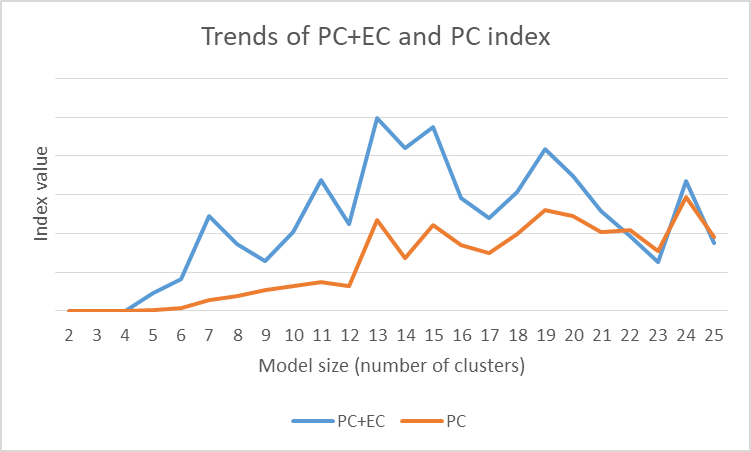 Trends of PC+EC and PC index
Index value
2 3 4 5 6 7 8 9 10 11 12 13 14 15 16 17 18 19 20 21 22 23 24 25
Model size (number of clusters)
PC+EC PC